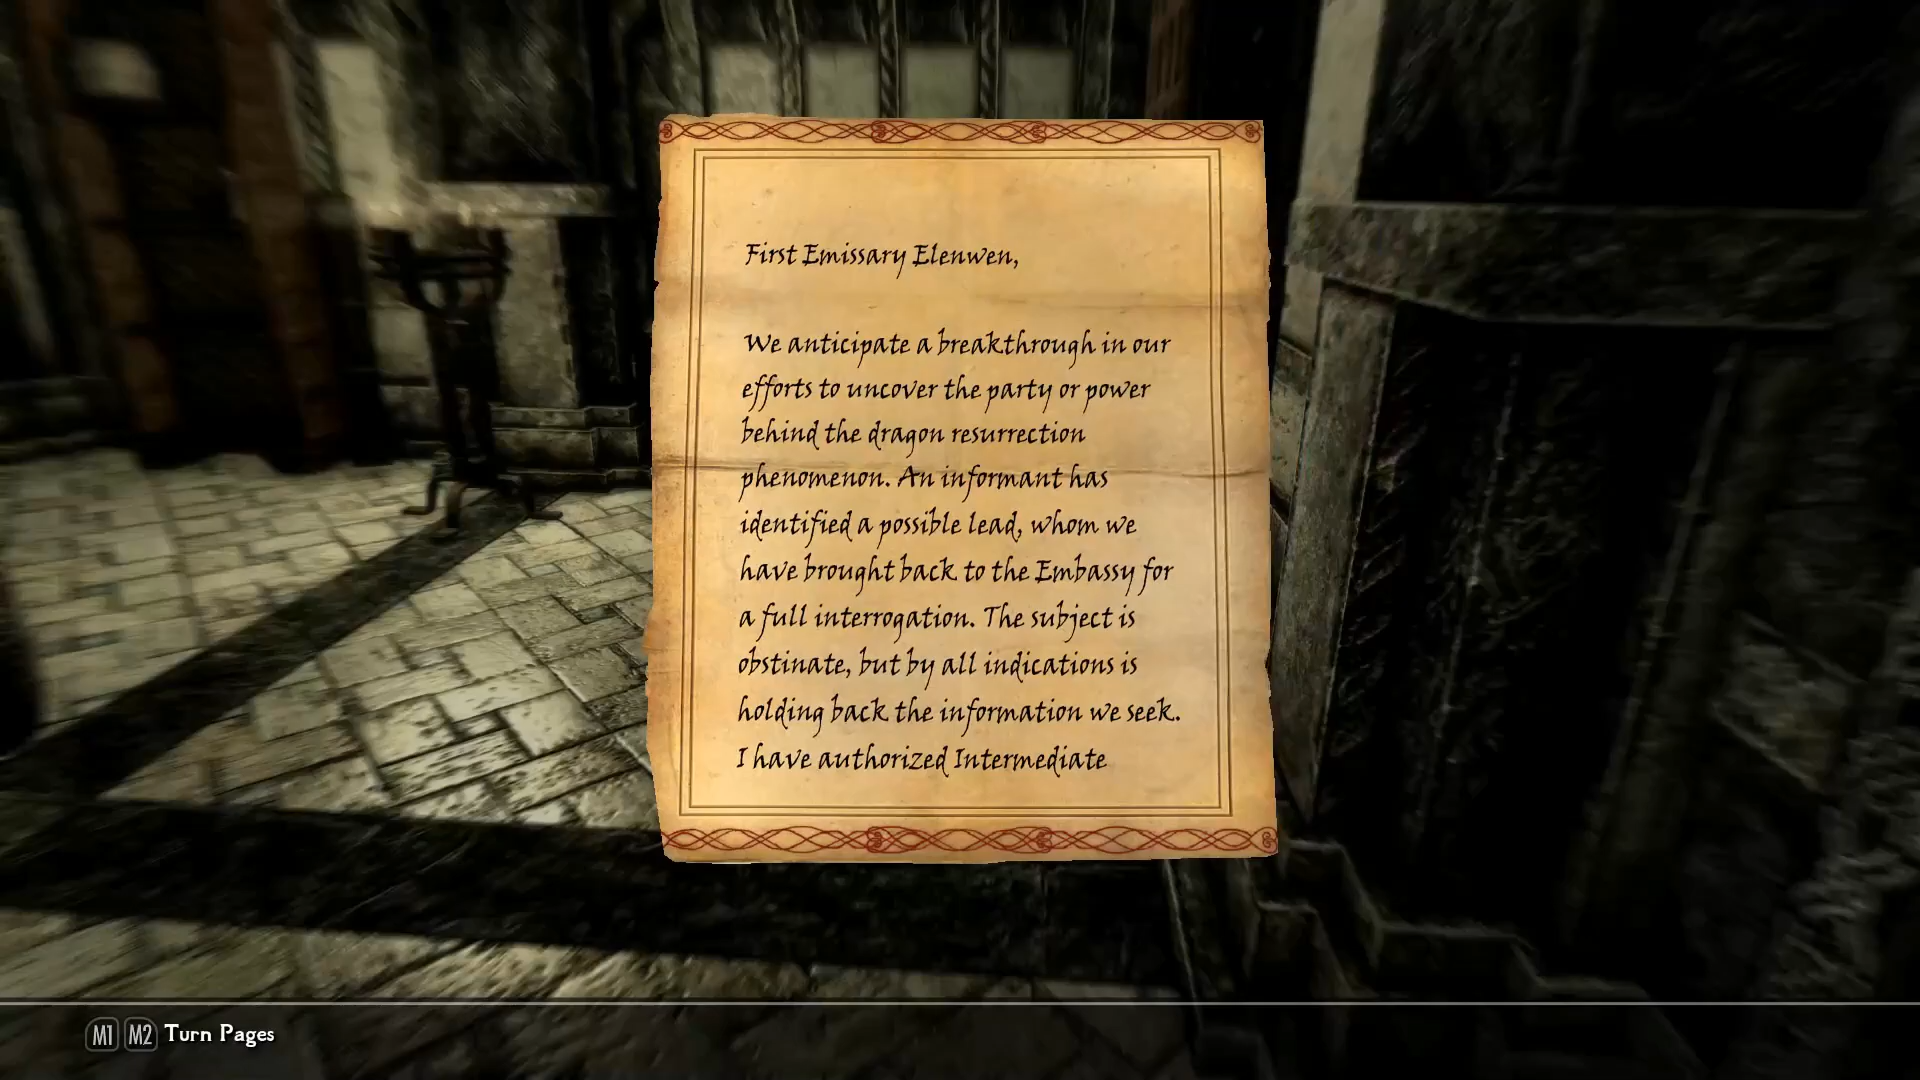 First Emissary Elenwen,
We anticipate a breakthrough in our
efforts to uncover the party or power
behind the dragon resurrection
phenomenon. An informant has
identified a possible lead, whom we
have brought back to the Embassy for
a full interrogation. The subject is
obstinate, but by all indications is
holding back the information we seek.
I have authorized Intermediate
M1 M2 Turn Pages